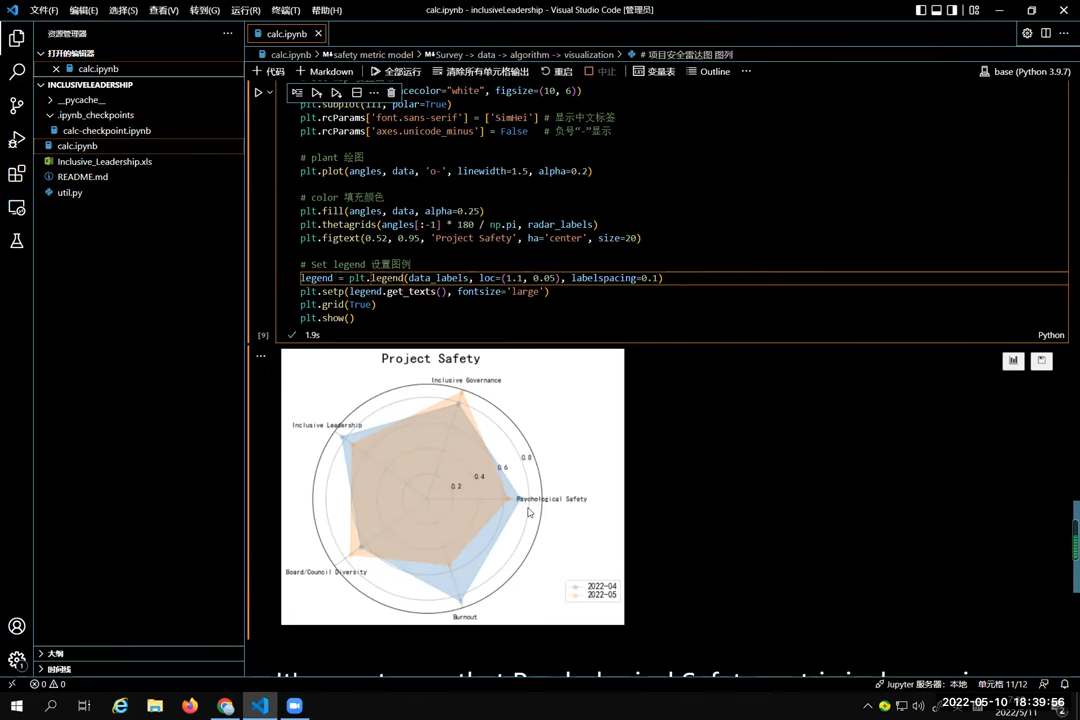 文件(F) 编辑(E) 选择(S) 查看(V) 转到(G) 运行(R) 终端(T) 帮助(H)
calc.ipynb - inclusiveLeadership - Visual Studio Code [管理员]
资源管理器
打开的编辑器
calc.ipynb
INCLUSIVELEADERSHIP
__pycache__
.ipynb_checkpoints
calc-checkpoint.ipynb
calc.ipynb
Inclusive_Leadership.xls
README.md
util.py
大纲
时间线
calc.ipynb
calc.ipynb > safety metric model > Survey -> data -> algorithm -> visualization > # 项目安全雷达图 图列
+ 代码 + Markdown 全部运行 清除所有单元格输出 重启 中止 变量表 Outline
base (Python 3.9.7)
cecolor="white", figsize=(10, 6))
plt.subplot(111, polar=True)
plt.rcParams['font.sans-serif'] = ['SimHei'] # 显示中文标签
plt.rcParams['axes.unicode_minus'] = False # 负号“-”显示
# plant 绘图
plt.plot(angles, data, 'o-', linewidth=1.5, alpha=0.2)
# color 填充颜色
plt.fill(angles, data, alpha=0.25)
plt.thetagrids(angles[:-1] * 180 / np.pi, radar_labels)
plt.figtext(0.52, 0.95, 'Project Safety', ha='center', size=20)
# Set legend 设置图例
legend = plt.legend(data_labels, loc=(1.1, 0.05), labelspacing=0.1)
plt.setp(legend.get_texts(), fontsize='large')
plt.grid(True)
plt.show()
[9]
1.9s
Python
Project Safety
Inclusive Governance
Inclusive Leadership
0.8
0.6
0.4
0.2
Psychological Safety
Board/Council Diversity
2022-04
2022-05
Burnout
0 0
Jupyter 服务器: 本地 单元格 11/12
2022-05-10 18:39:56
2022/5/11